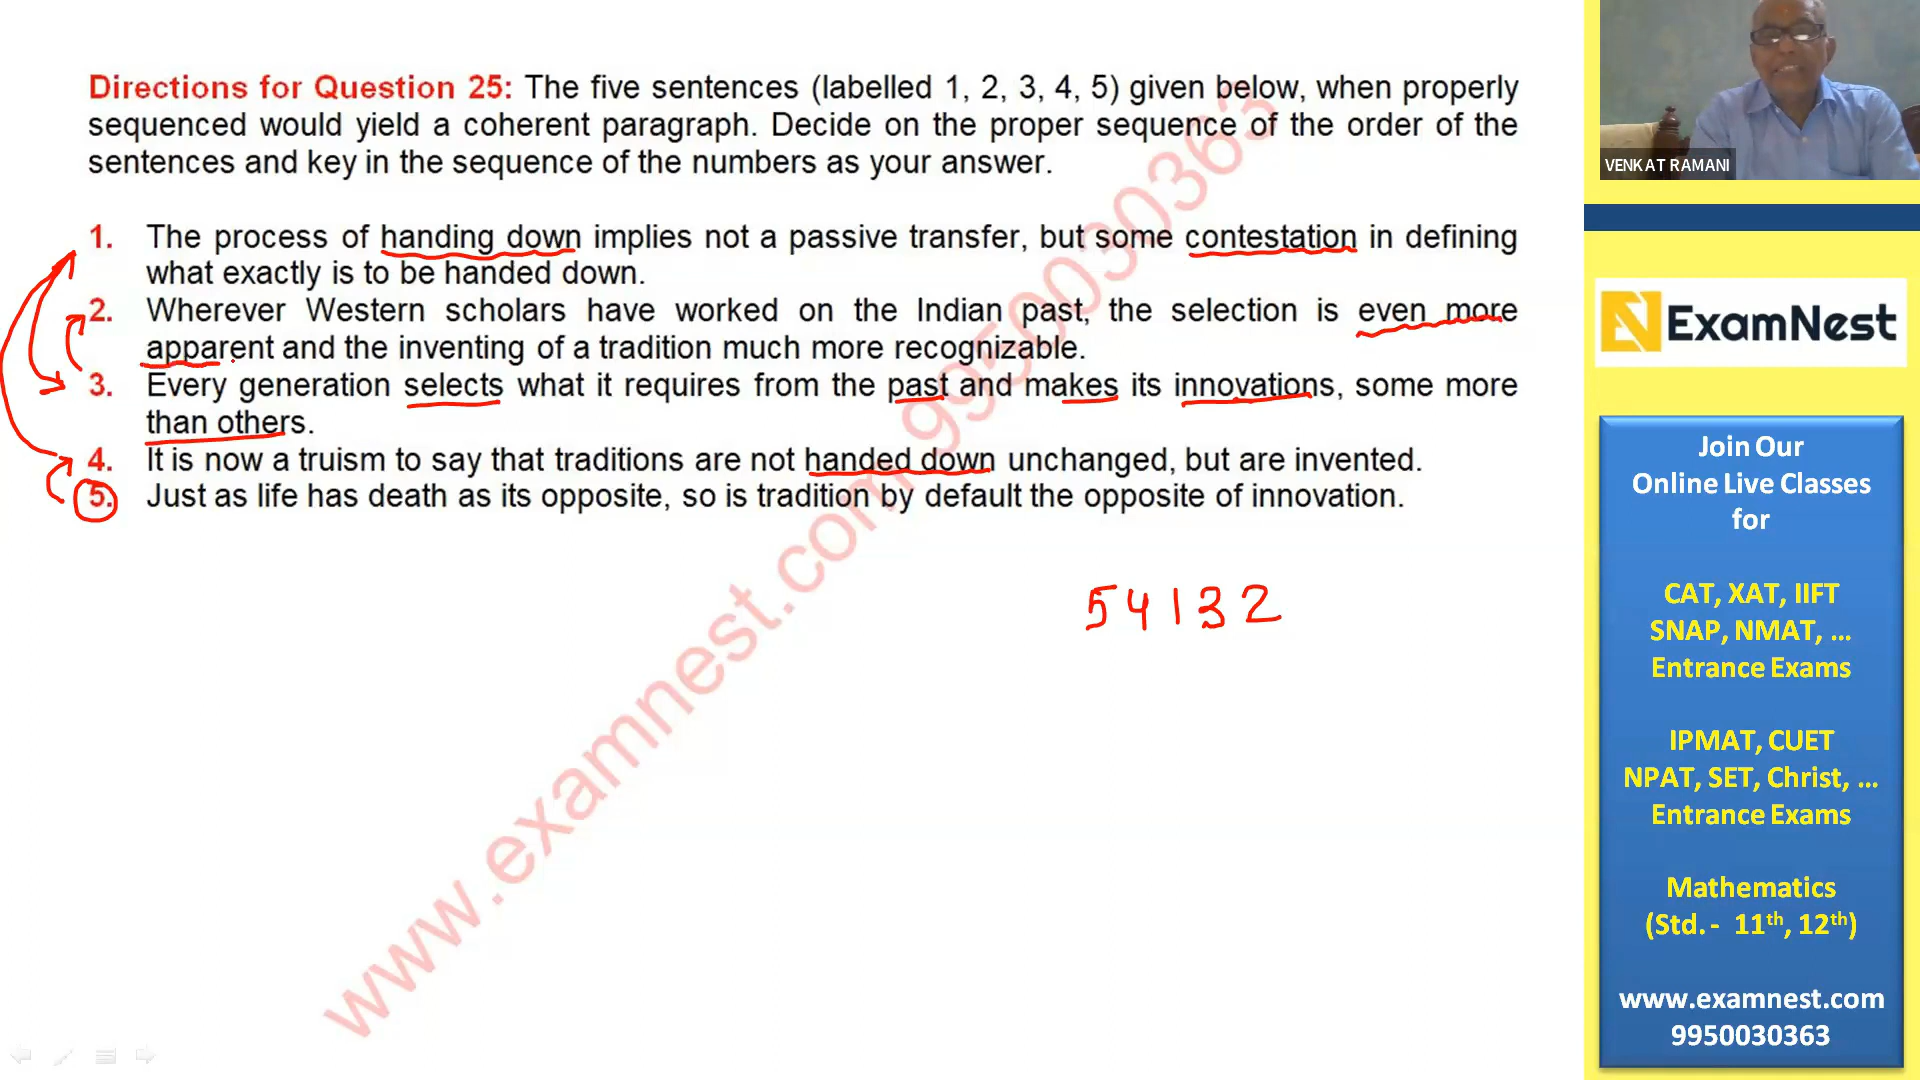 Directions for Question 25: The five sentences (labelled 1, 2, 3, 4, 5) given below, when properly
sequenced would yield a coherent paragraph. Decide on the proper sequence of the order of the
sentences and key in the sequence of the numbers as your answer.
1. The process of handing down implies not a passive transfer, but some contestation in defining
what exactly is to be handed down.
2. Wherever Western scholars have worked on the Indian past, the selection is even more
apparent and the inventing of a tradition much more recognizable.
3. Every generation selects what it requires from the past and makes its innovations, some more
than others.
4. It is now a truism to say that traditions are not handed down unchanged, but are invented.
5. Just as life has death as its opposite, so is tradition by default the opposite of innovation.
54132
www.examnest.com 9950030363
VENKAT RAMANI
ExamNest
Join Our
Online Live Classes
for
CAT, XAT, IIFT
SNAP, NMAT, ...
Entrance Exams
IPMAT, CUET
NPAT, SET, Christ, ...
Entrance Exams
Mathematics
(Std. - 11th, 12th)
www.examnest.com
9950030363